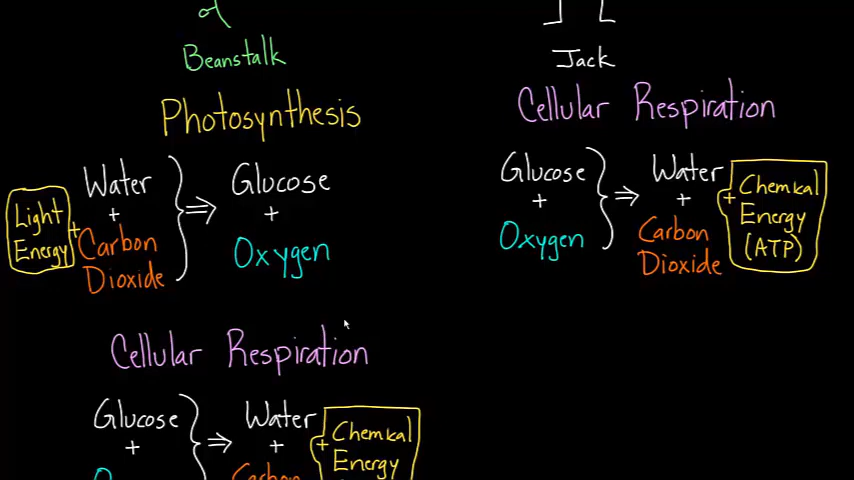 Beanstalk
Photosynthesis
Light
Energy
+
Water
+
Carbon
Dioxide
⇒
Glucose
+
Oxygen
Cellular Respiration
Glucose
+
⇒
Water
+
+
Chemical
Energy
Jack
Cellular Respiration
Glucose
+
Oxygen
⇒
Water
+
Carbon
Dioxide
+
Chemical
Energy
(ATP)